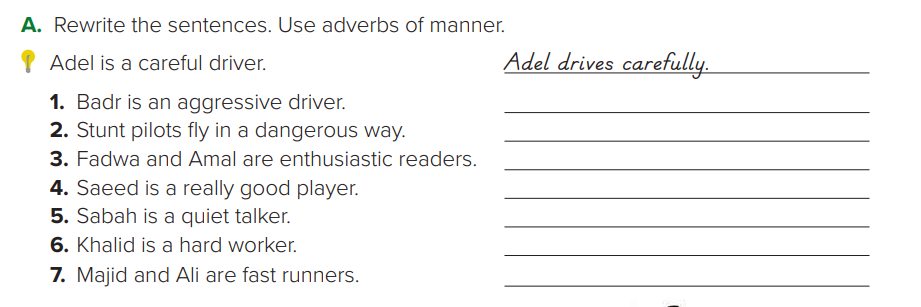 A. Rewrite the sentences. Use adverbs of manner.
Adel is a careful driver. Adel drives carefully.
1. Badr is an aggressive driver.
2. Stunt pilots fly in a dangerous way.
3. Fadwa and Amal are enthusiastic readers.
4. Saeed is a really good player.
5. Sabah is a quiet talker.
6. Khalid is a hard worker.
7. Majid and Ali are fast runners.